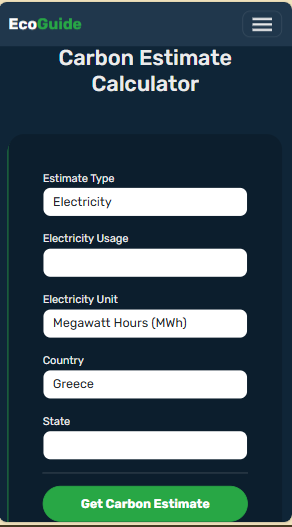 EcoGuide
Carbon Estimate
Calculator
Estimate Type
Electricity
Electricity Usage
Electricity Unit
Megawatt Hours (MWh)
Country
Greece
State
Get Carbon Estimate